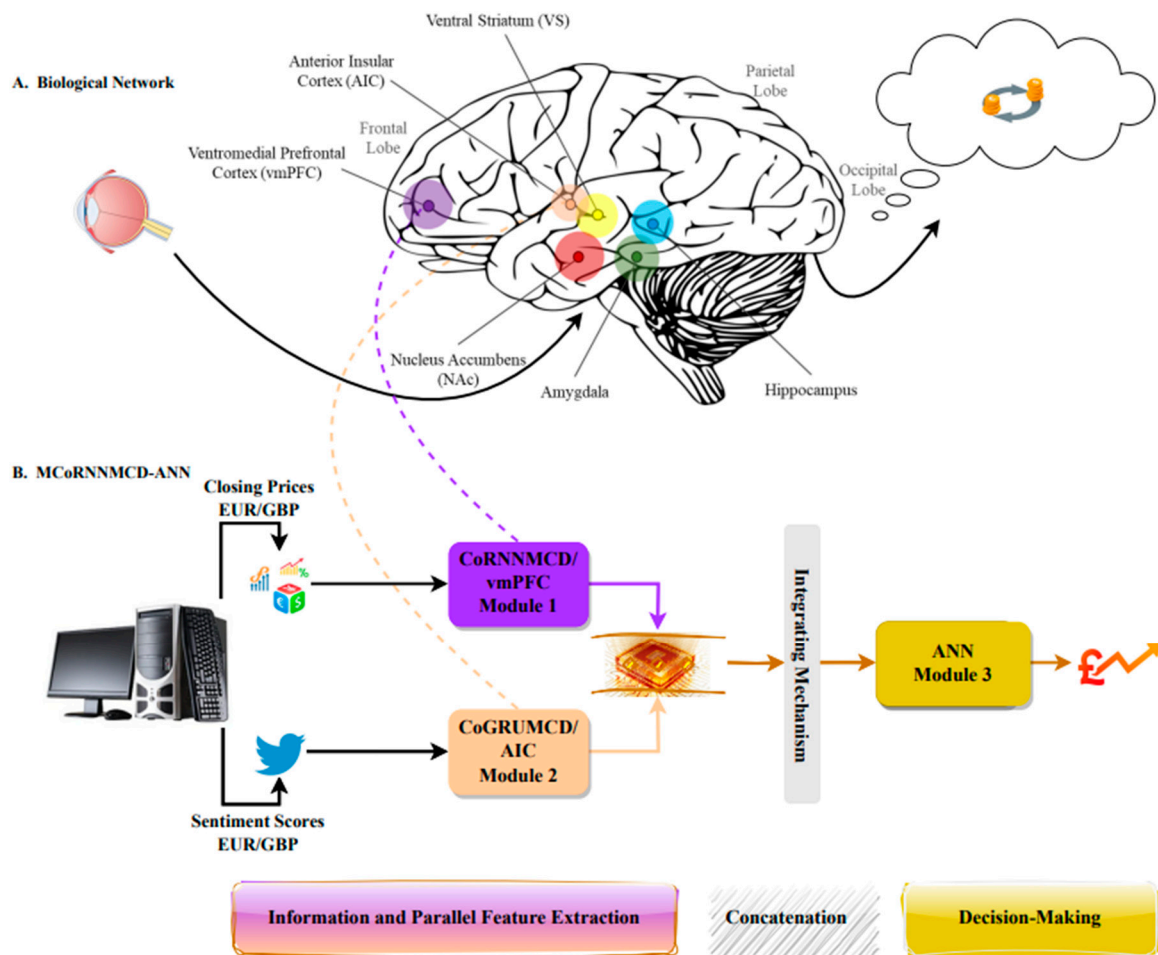 Ventral Striatum (VS)
Anterior Insular
Cortex (AIC)
A. Biological Network
Parietal
Lobe
Frontal
Lobe
Ventromedial Prefrontal
Cortex (vmPFC)
Occipital
Lobe
Nucleus Accumbens
(NAc)
Amygdala
Hippocampus
B. MCoRNNMCD-ANN
Closing Prices
EUR/GBP
CoRNNMCD/
vmPFC
Module 1
%
€
$
Integrating Mechanism
ANN
Module 3
£
CoGRUMCD/
AIC
Module 2
Sentiment Scores
EUR/GBP
Information and Parallel Feature Extraction
Concatenation
Decision-Making